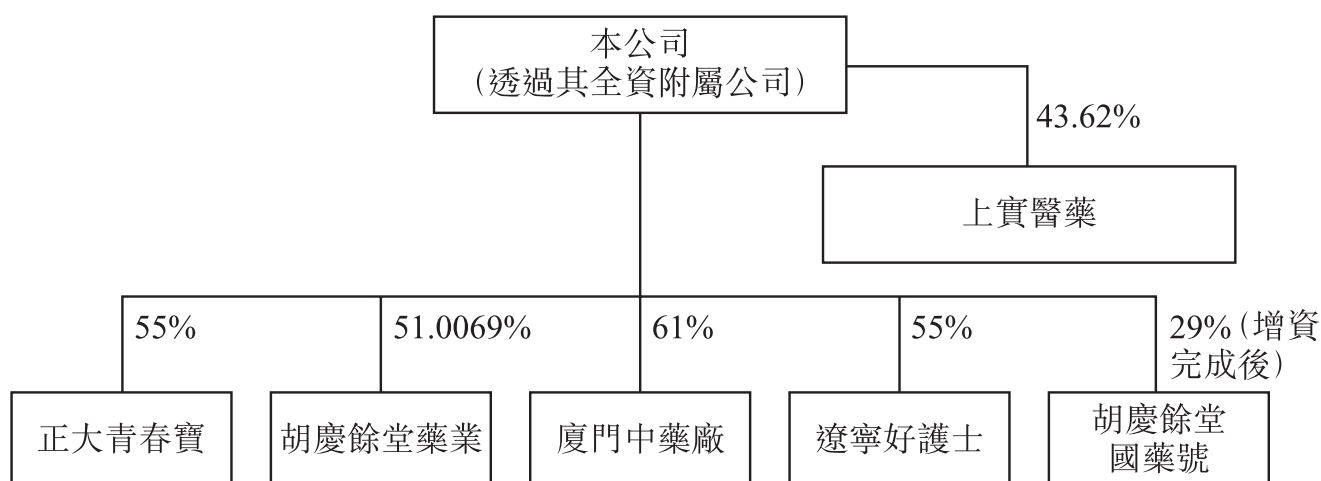 本公司
(透過其全資附屬公司)
43.62%
上實醫藥
55%
51.0069%
61%
55%
29%(增資
完成後)
正大青春寶
胡慶餘堂藥業
廈門中藥廠
遼寧好護士
胡慶餘堂
國藥號